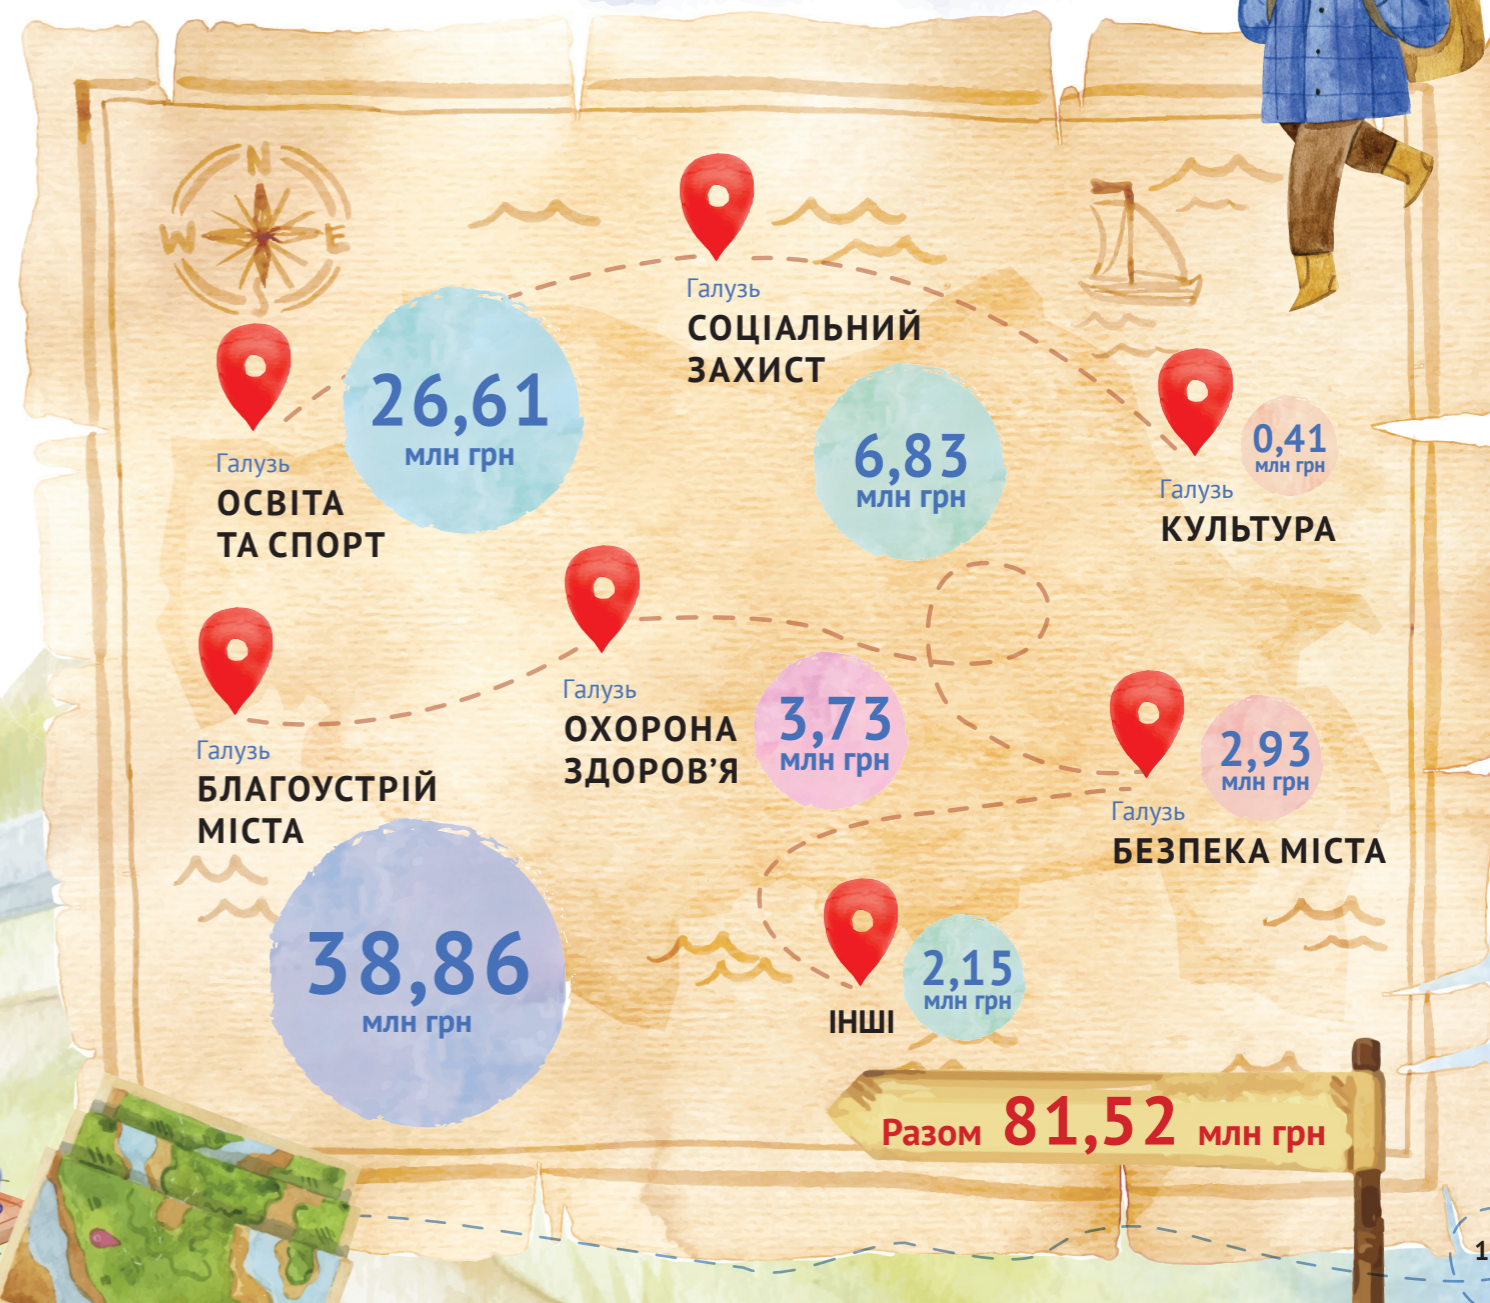 N
W
E
S
Галузь
СОЦІАЛЬНИЙ
ЗАХИСТ
6,83
млн грн
Галузь
ОСВІТА
ТА СПОРТ
26,61
млн грн
0,41
млн грн
Галузь
КУЛЬТУРА
Галузь
ОХОРОНА
ЗДОРОВ’Я
3,73
млн грн
Галузь
БЛАГОУСТРІЙ
МІСТА
38,86
млн грн
2,93
млн грн
Галузь
БЕЗПЕКА МІСТА
ІНШІ
2,15
млн грн
Разом 81,52 млн грн
1